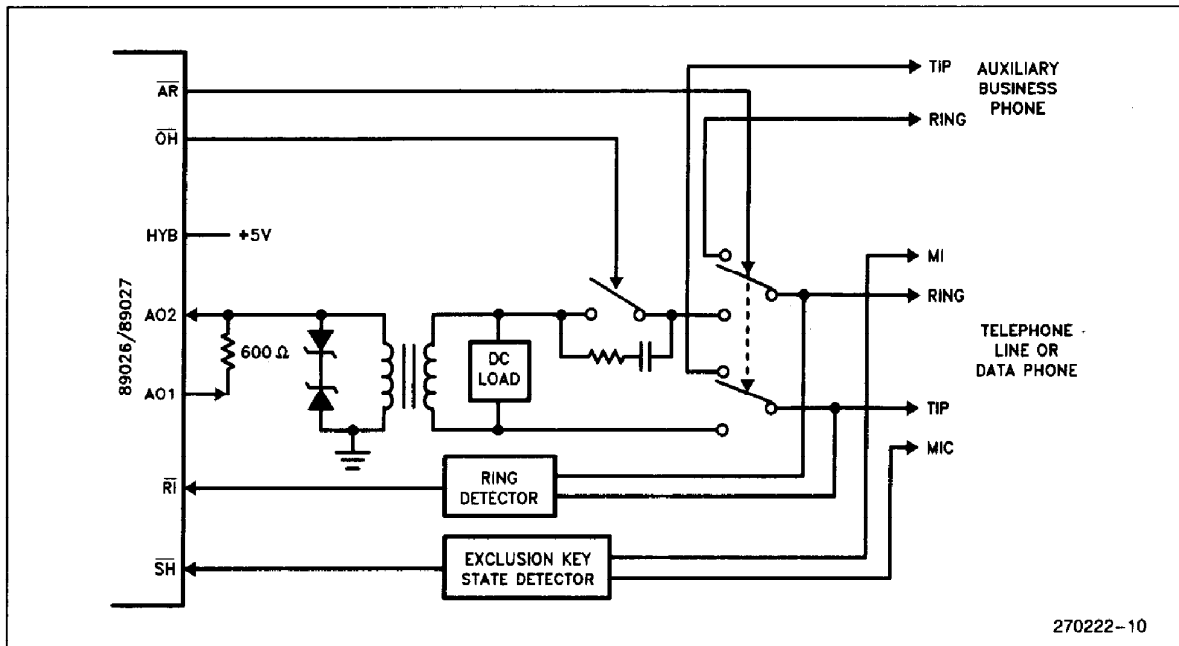 AR
OH
HYB
+5V
89026/89027
AO2
600 Ω
AO1
RI
SH
DC
LOAD
RING
DETECTOR
EXCLUSION KEY
STATE DETECTOR
TIP
AUXILIARY
BUSINESS
PHONE
RING
MI
RING
TELEPHONE
LINE OR
DATA PHONE
TIP
MIC
270222-10